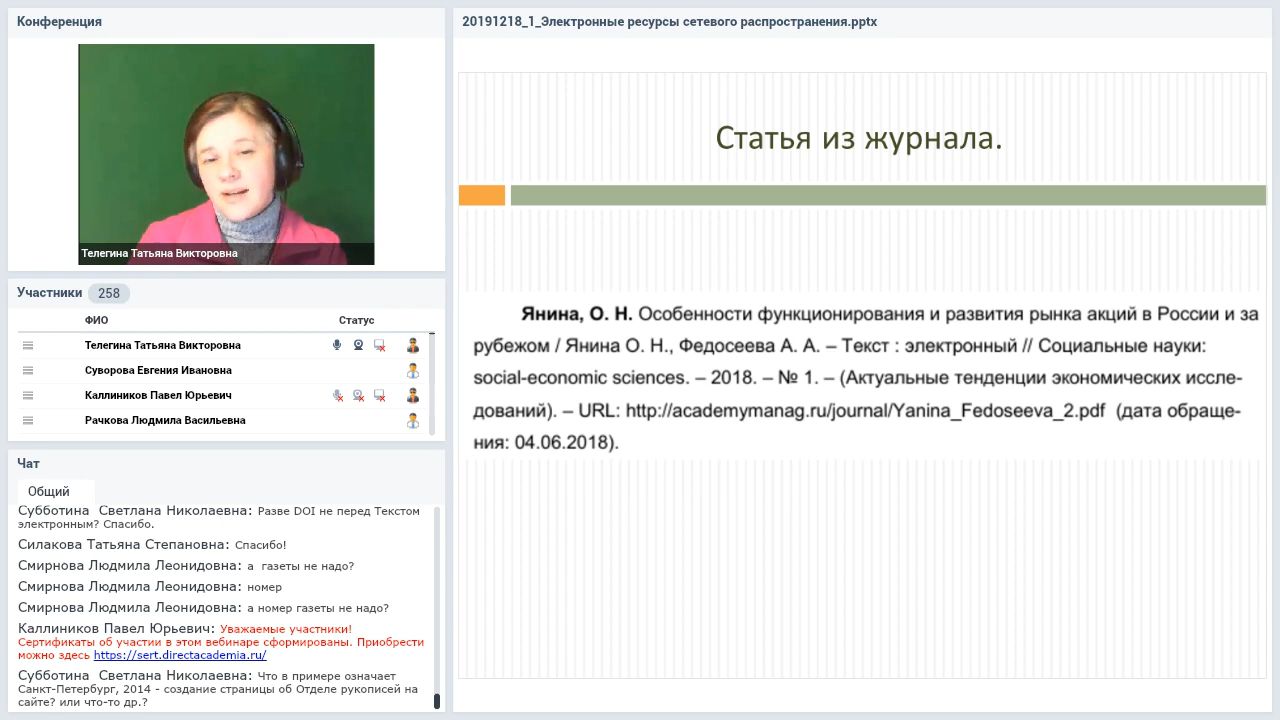 Конференция
Телегина Татьяна Викторовна
Участники 258
ФИО Статус
Телегина Татьяна Викторовна
Суворова Евгения Ивановна
Каллиников Павел Юрьевич
Рачкова Людмила Васильевна
Чат
Общий
Субботина Светлана Николаевна: Разве DOI не перед Текстом
электронным? Спасибо.
Силакова Татьяна Степановна: Спасибо!
Смирнова Людмила Леонидовна: а газеты не надо?
Смирнова Людмила Леонидовна: номер
Смирнова Людмила Леонидовна: а номер газеты не надо?
Каллиников Павел Юрьевич: Уважаемые участники!
Сертификаты об участии в этом вебинаре сформированы. Приобрести
можно здесь https://sert.directacademia.ru/
Субботина Светлана Николаевна: Что в примере означает
Санкт-Петербург, 2014 - создание страницы об Отделе рукописей на
сайте? или что-то др.?
20191218_1_Электронные ресурсы сетевого распространения.pptx
Статья из журнала.
Янина, О. Н. Особенности функционирования и развития рынка акций в России и за
рубежом / Янина О. Н., Федосеева А. А. – Текст : электронный // Социальные науки:
social-economic sciences. – 2018. – № 1. – (Актуальные тенденции экономических иссле-
дований). – URL: http://academymanag.ru/journal/Yanina_Fedoseeva_2.pdf (дата обраще-
ния: 04.06.2018).